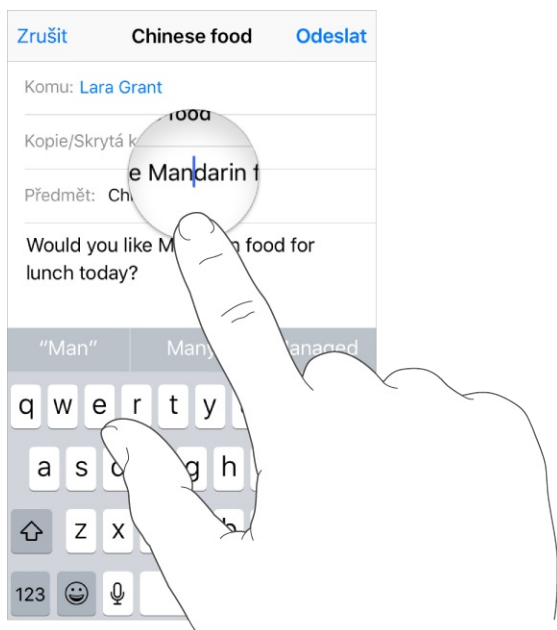 Zrušit Chinese food Odeslat
Komu: Lara Grant
food
Kopie/Skrytá k
e Mandarin f
Předmět: Ch
Would you like M n food for
lunch today?
"Man" Many anaged
q w e r t y
a s d g h
z x b
123